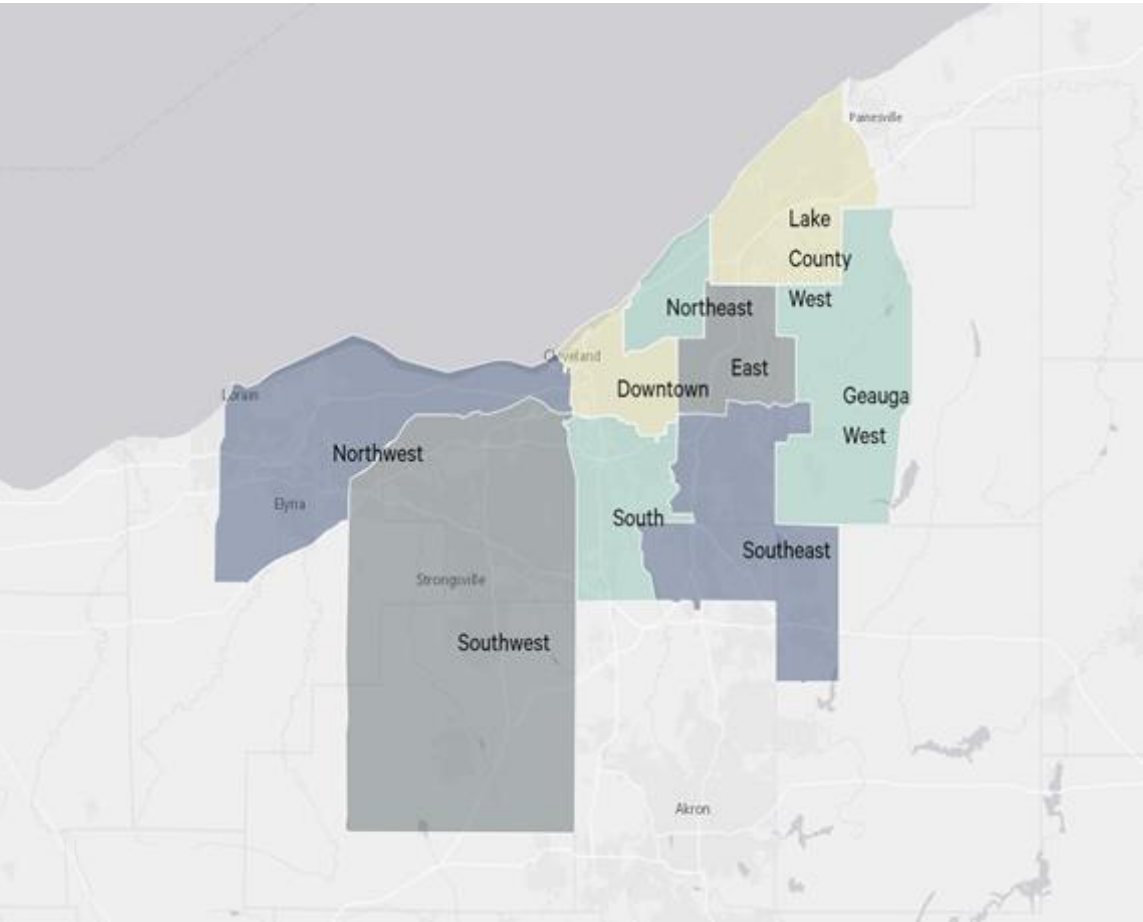 Painesville
Lake
County
West
Northeast
Cleveland
East
Downtown
Lorain
Geauga
West
Northwest
Elyria
South
Southeast
Strongsville
Southwest
Akron